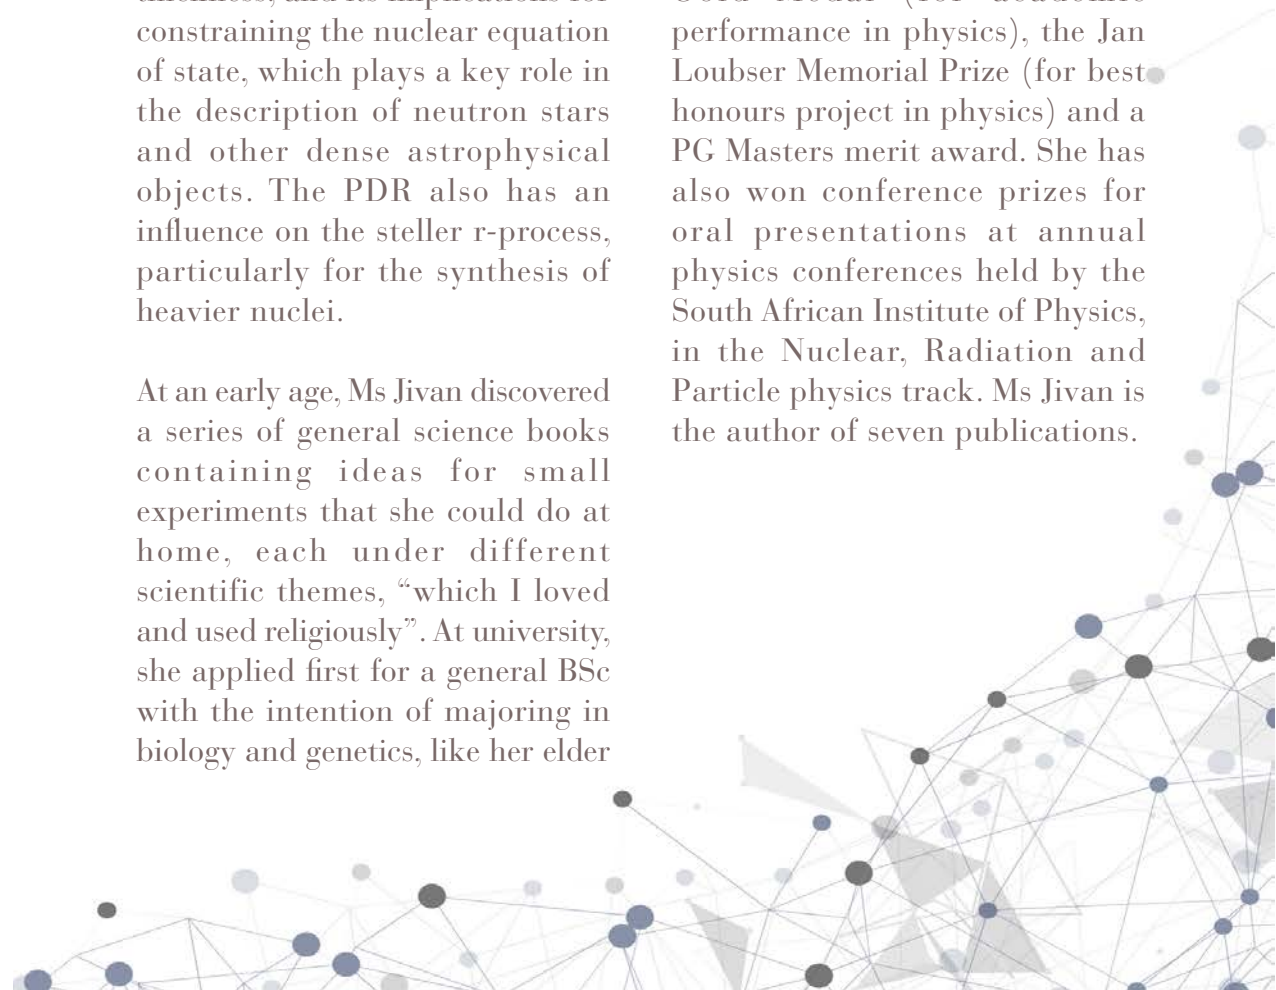 constraining the nuclear equation
of state, which plays a key role in
the description of neutron stars
and other dense astrophysical
objects. The PDR also has an
influence on the steller r-process,
particularly for the synthesis of
heavier nuclei.
At an early age, Ms Jivan discovered
a series of general science books
containing ideas for small
experiments that she could do at
home, each under different
scientific themes, “which I loved
and used religiously”. At university,
she applied first for a general BSc
with the intention of majoring in
biology and genetics, like her elder
performance in physics), the Jan
Loubser Memorial Prize (for best
honours project in physics) and a
PG Masters merit award. She has
also won conference prizes for
oral presentations at annual
physics conferences held by the
South African Institute of Physics,
in the Nuclear, Radiation and
Particle physics track. Ms Jivan is
the author of seven publications.